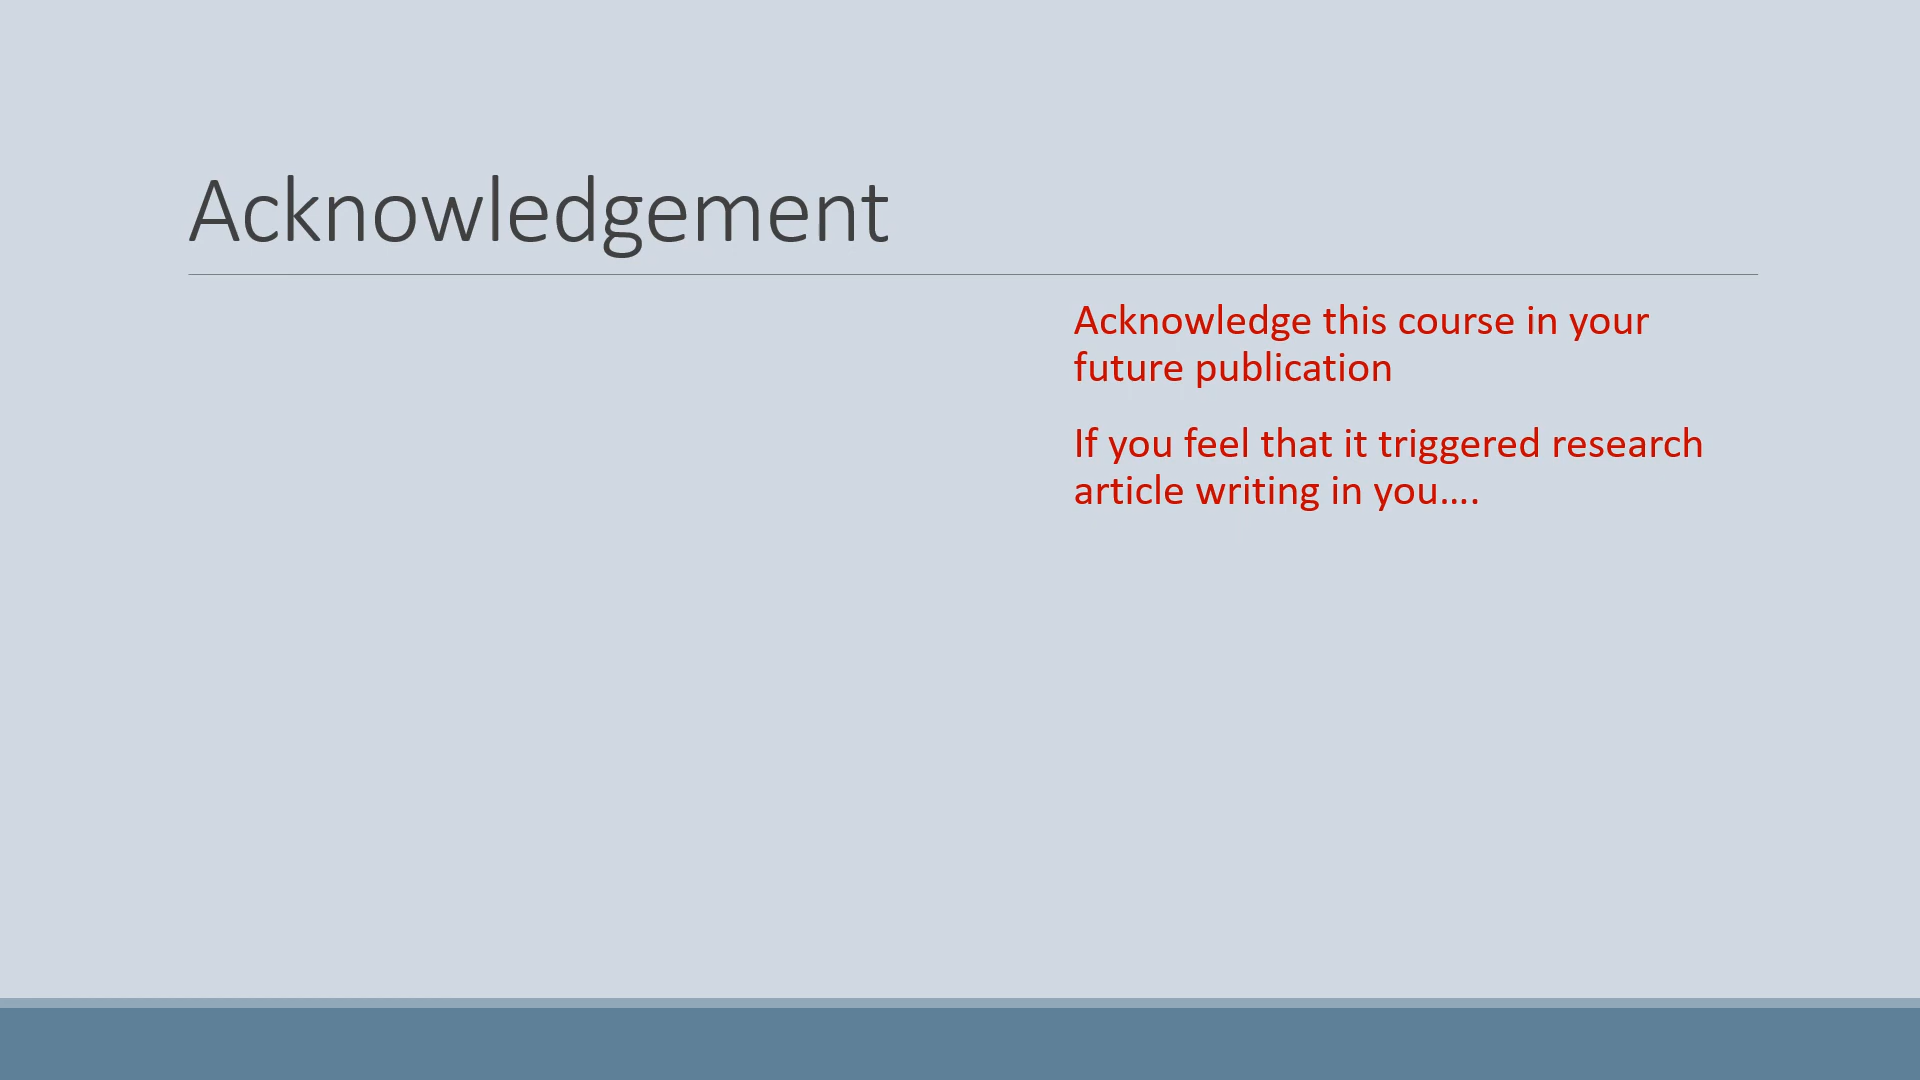 Acknowledgement
Acknowledge this course in your
future publication
If you feel that it triggered research
article writing in you....